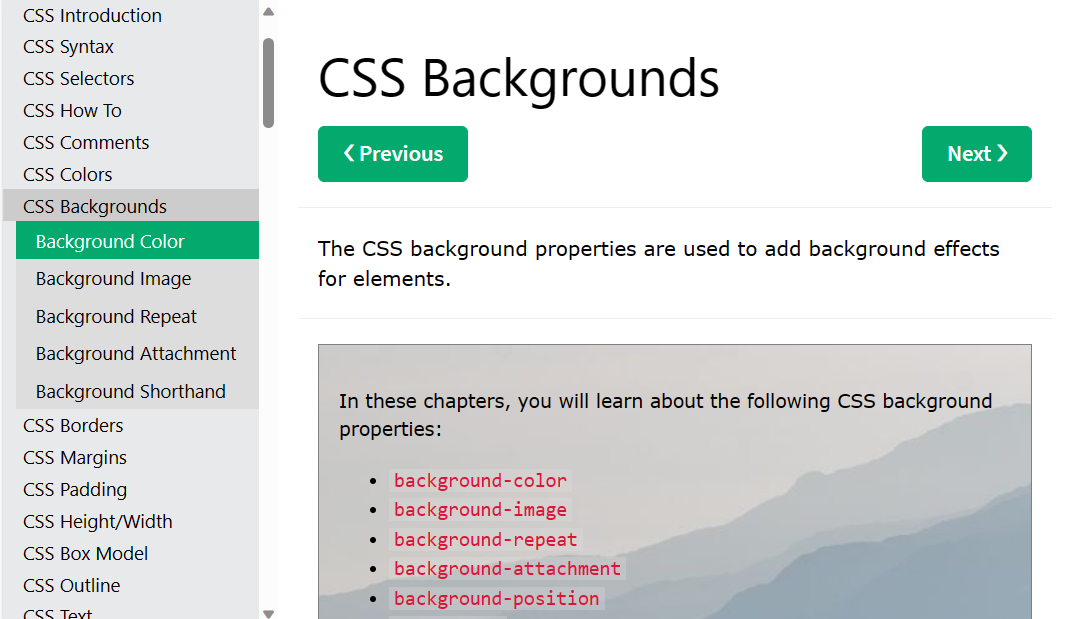 CSS Introduction
CSS Syntax
CSS Selectors
CSS How To
CSS Comments
CSS Colors
CSS Backgrounds
Background Color
Background Image
Background Repeat
Background Attachment
Background Shorthand
CSS Borders
CSS Margins
CSS Padding
CSS Height/Width
CSS Box Model
CSS Outline
CSS Text
CSS Backgrounds
❮ Previous
Next ❯
The CSS background properties are used to add background effects
for elements.
In these chapters, you will learn about the following CSS background
properties:
• background-color
• background-image
• background-repeat
• background-attachment
• background-position